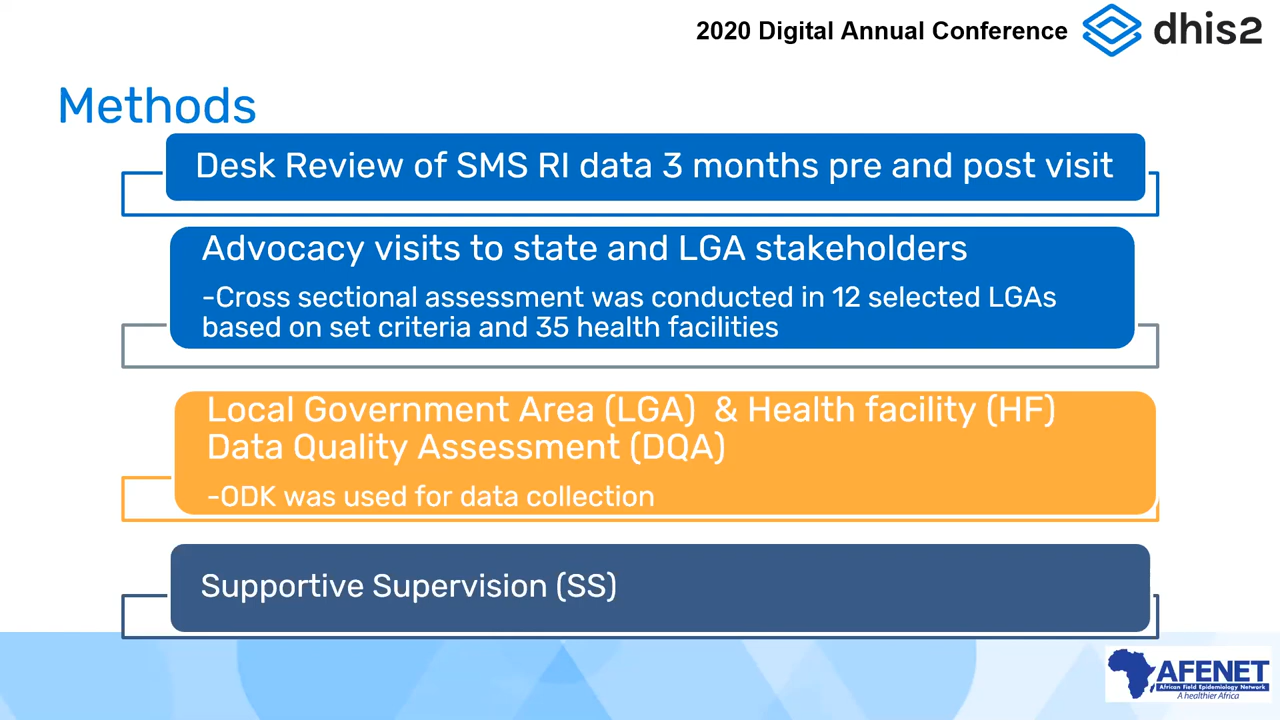 2020 Digital Annual Conference
dhis2
Methods
Desk Review of SMS RI data 3 months pre and post visit
Advocacy visits to state and LGA stakeholders
-Cross sectional assessment was conducted in 12 selected LGAs
based on set criteria and 35 health facilities
Local Government Area (LGA)  & Health facility (HF)
Data Quality Assessment (DQA)
-ODK was used for data collection
Supportive Supervision (SS)
AFENET
African Field Epidemiology Network
A healthier Africa